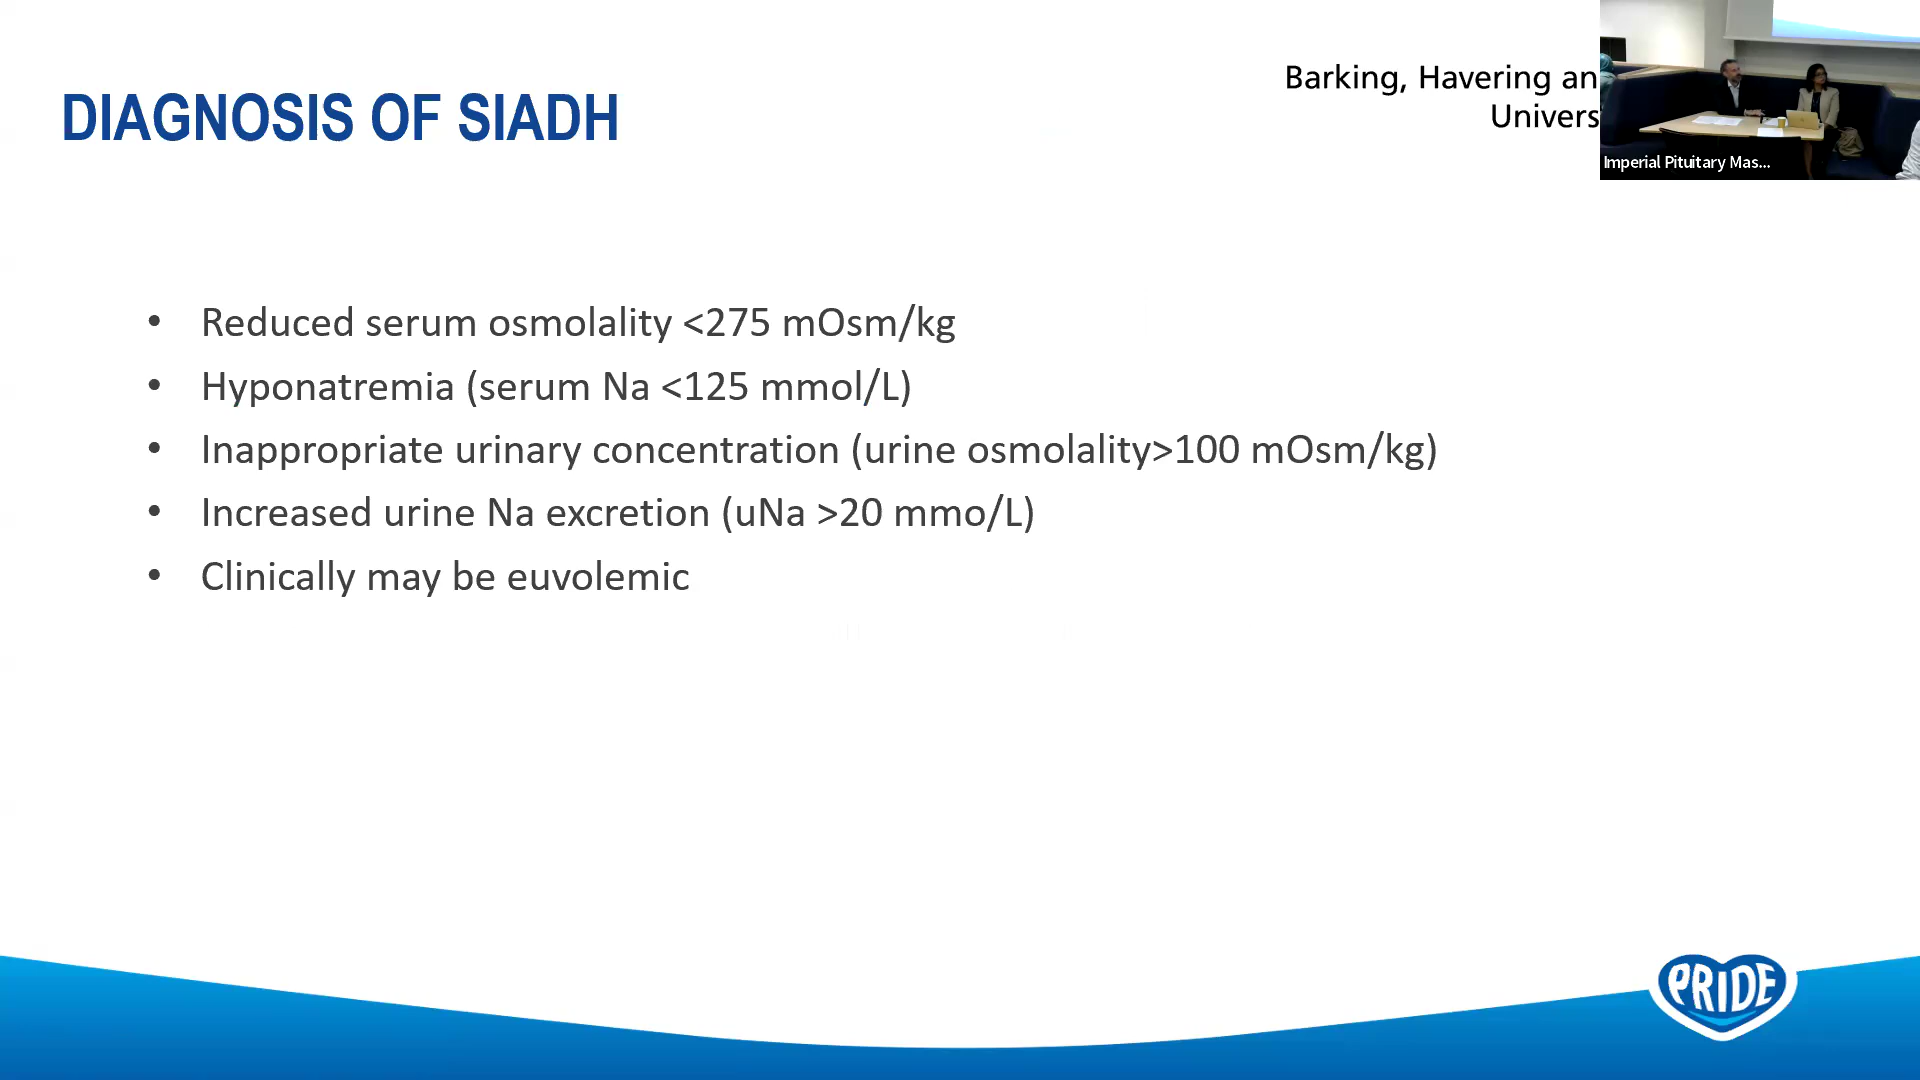 Barking, Havering an
Univers
DIAGNOSIS OF SIADH
Imperial Pituitary Mas...
• Reduced serum osmolality <275 mOsm/kg
• Hyponatremia (serum Na <125 mmol/L)
• Inappropriate urinary concentration (urine osmolality>100 mOsm/kg)
• Increased urine Na excretion (uNa >20 mmo/L)
• Clinically may be euvolemic
PRIDE